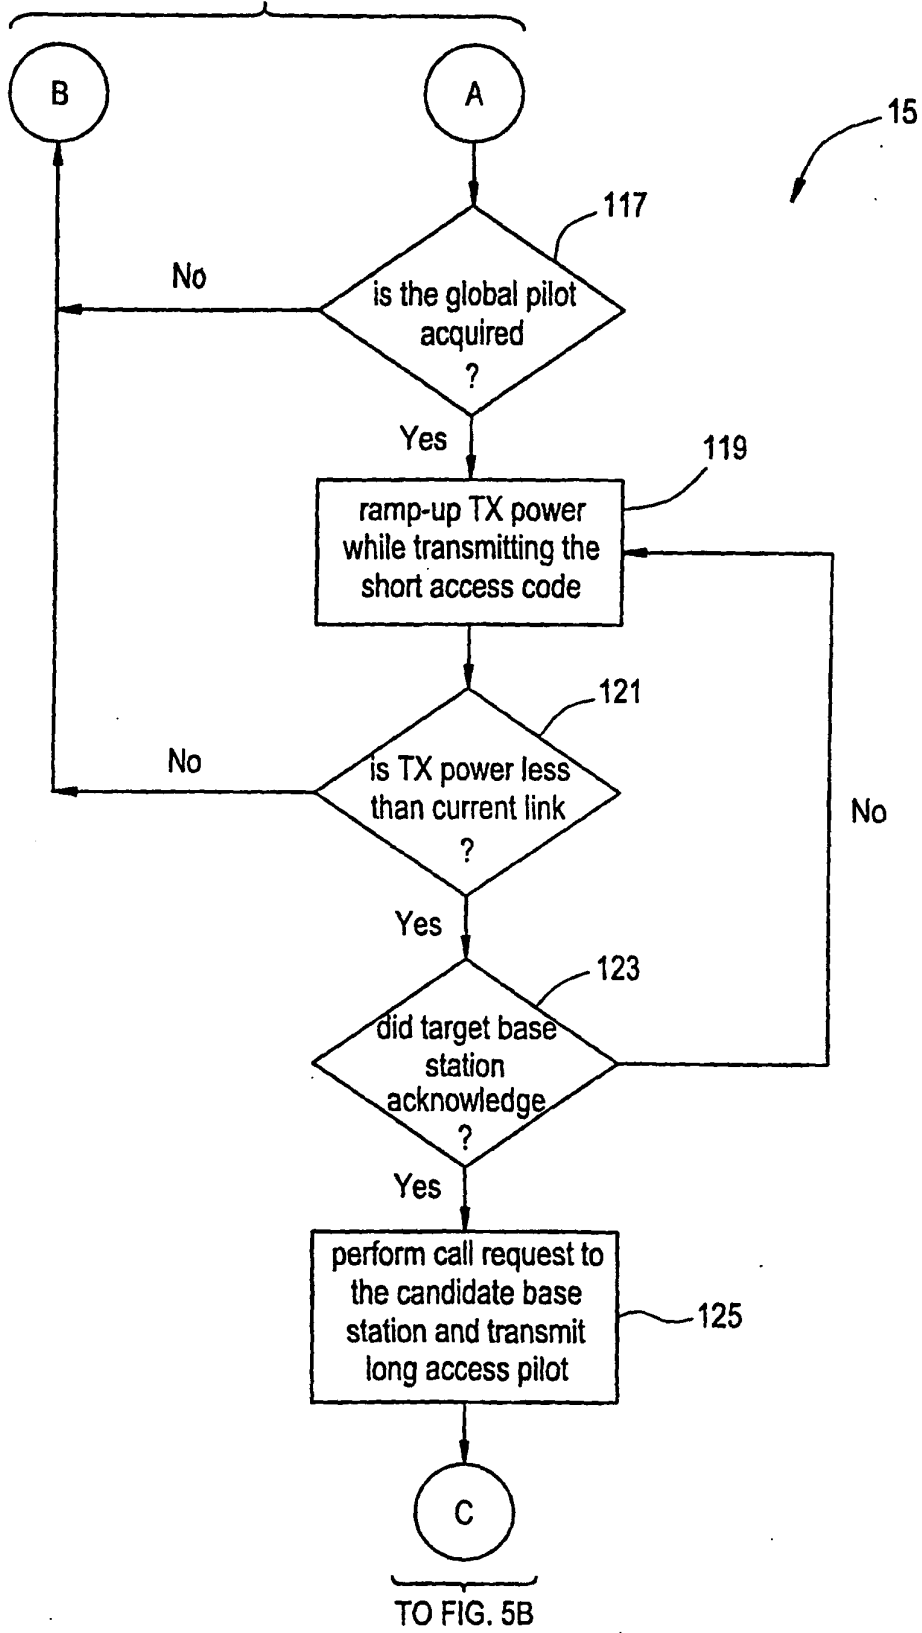 B
A
15
117
No
is the global pilot
acquired
?
Yes
119
ramp-up TX power
while transmitting the
short access code
121
No
is TX power less
than current link
?
No
Yes
123
did target base
station
acknowledge
?
Yes
perform call request to
the candidate base
station and transmit
long access pilot
125
C
TO FIG. 5B